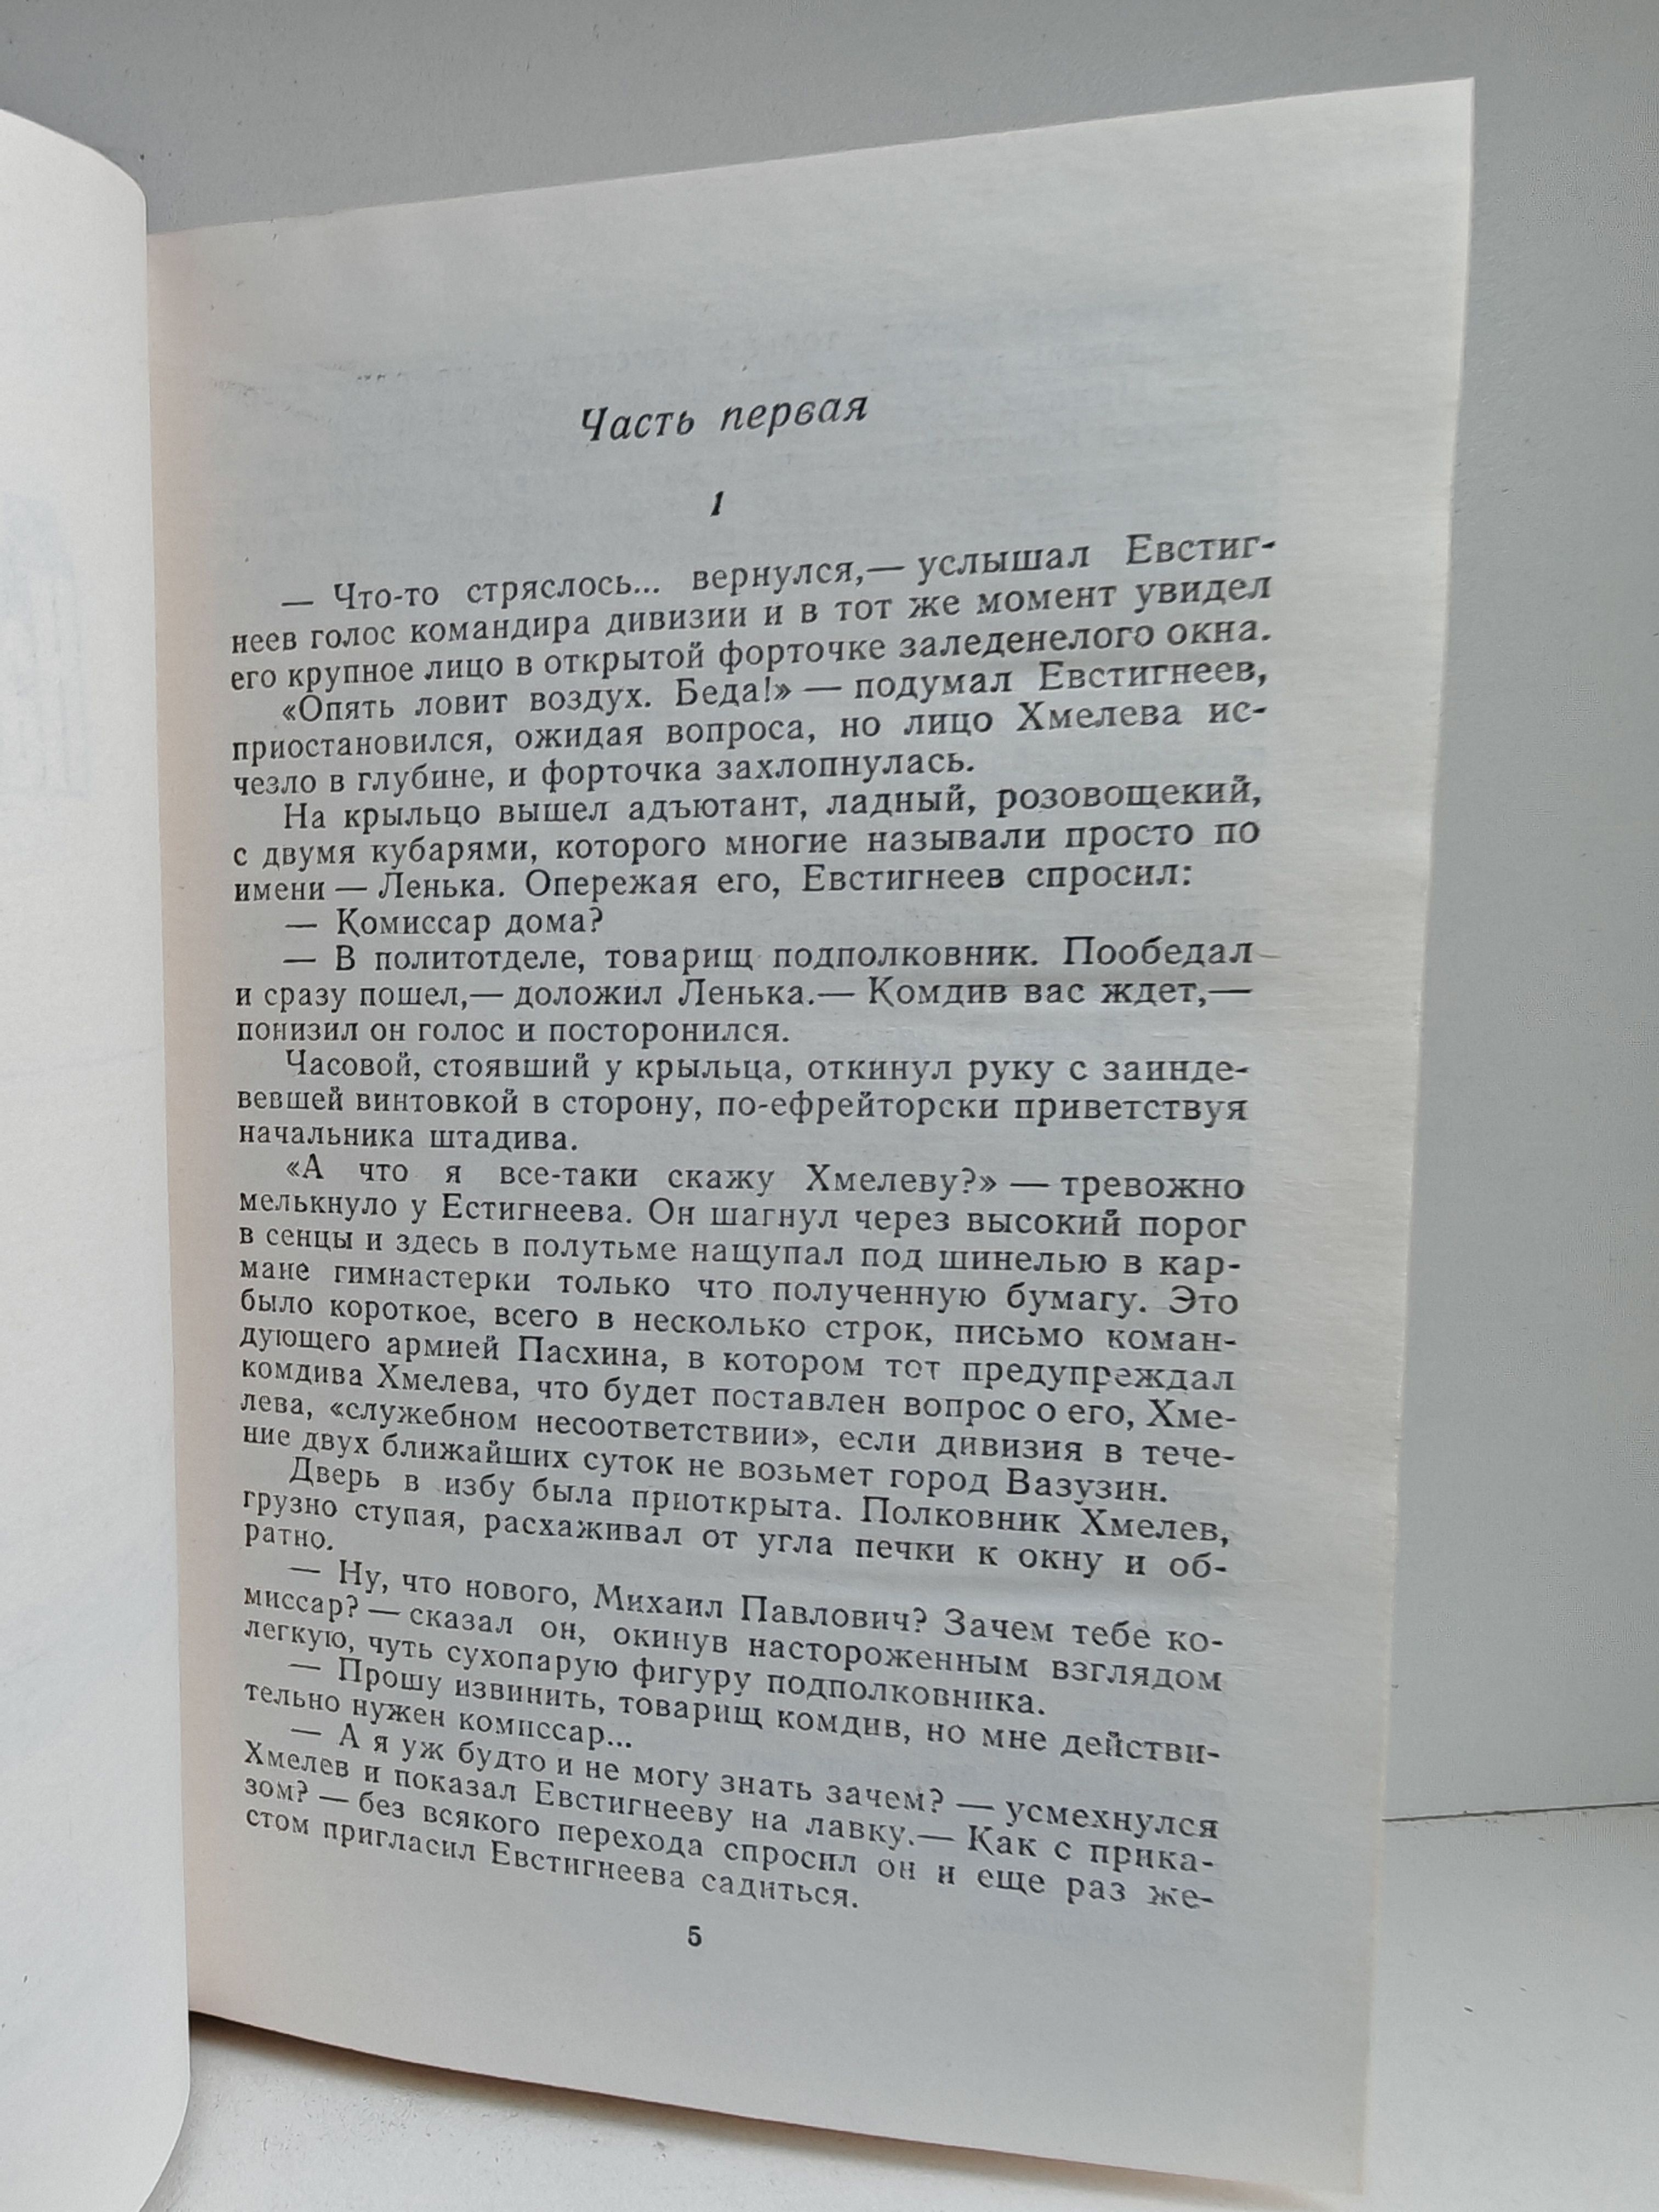 Часть первая
1
— Что-то стряслось... вернулся,— услышал Евстиг-
неев голос командира дивизии и в тот же момент увидел
его крупное лицо в открытой форточке заледенелого окна.
«Опять ловит воздух. Беда!» — подумал Евстигнеев,
приостановился, ожидая вопроса, но лицо Хмелева ис-
чезло в глубине, и форточка захлопнулась.
На крыльцо вышел адъютант, ладный, розовощекий,
с двумя кубарями, которого многие называли просто по
имени — Ленька. Опережая его, Евстигнеев спросил:
— Комиссар дома?
— В политотделе, товарищ подполковник. Пообедал
и сразу пошел,— доложил Ленька.— Комдив вас ждет,—
понизил он голос и посторонился.
Часовой, стоявший у крыльца, откинул руку с заинде-
вевшей винтовкой в сторону, по-ефрейторски приветствуя
начальника штадива.
«А что я все-таки скажу Хмелеву?» — тревожно
мелькнуло у Естигнеева. Он шагнул через высокий порог
в сенцы и здесь в полутьме нащупал под шинелью в кар-
мане гимнастерки только что полученную бумагу. Это
было короткое, всего в несколько строк, письмо коман-
дующего армией Пасхина, в котором тот предупреждал
комдива Хмелева, что будет поставлен вопрос о его, Хме-
лева, «служебном несоответствии», если дивизия в тече-
ние двух ближайших суток не возьмет город Вазузин.
Дверь в избу была приоткрыта. Полковник Хмелев,
грузно ступая, расхаживал от угла печки к окну и об-
ратно.
— Ну, что нового, Михаил Павлович? Зачем тебе ко-
миссар? — сказал он, окинув настороженным взглядом
легкую, чуть сухопарую фигуру подполковника.
— Прошу извинить, товарищ комдив, но мне действи-
тельно нужен комиссар...
— А я уж будто и не могу знать зачем? — усмехнулся
Хмелев и показал Евстигнееву на лавку.— Как с прика-
зом? — без всякого перехода спросил он и еще раз же-
стом пригласил Евстигнеева садиться.
5